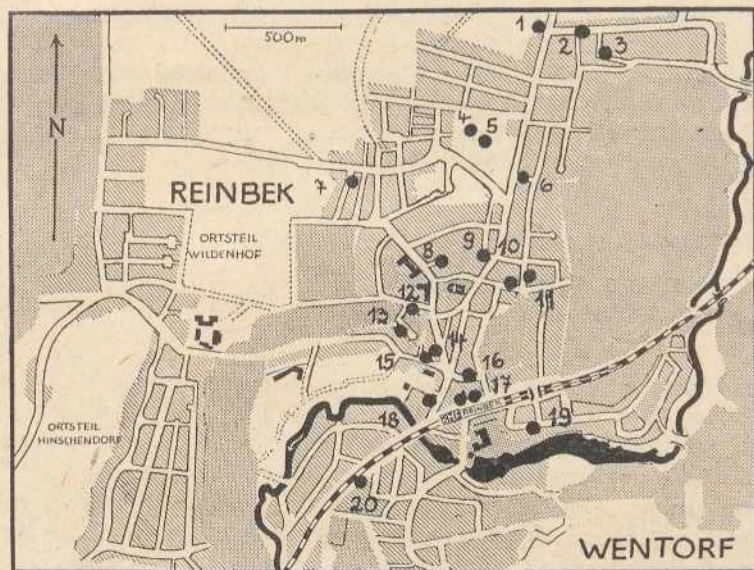 1
2
3
500m
N
4
5
REINBEK
7
6
ORTSTEIL
WILDENHOF
8
9
10
11
12
13
14
15
16
17
REINBEK
18
19
ORTSTEIL
HINSCHENDORF
20
WENTORF